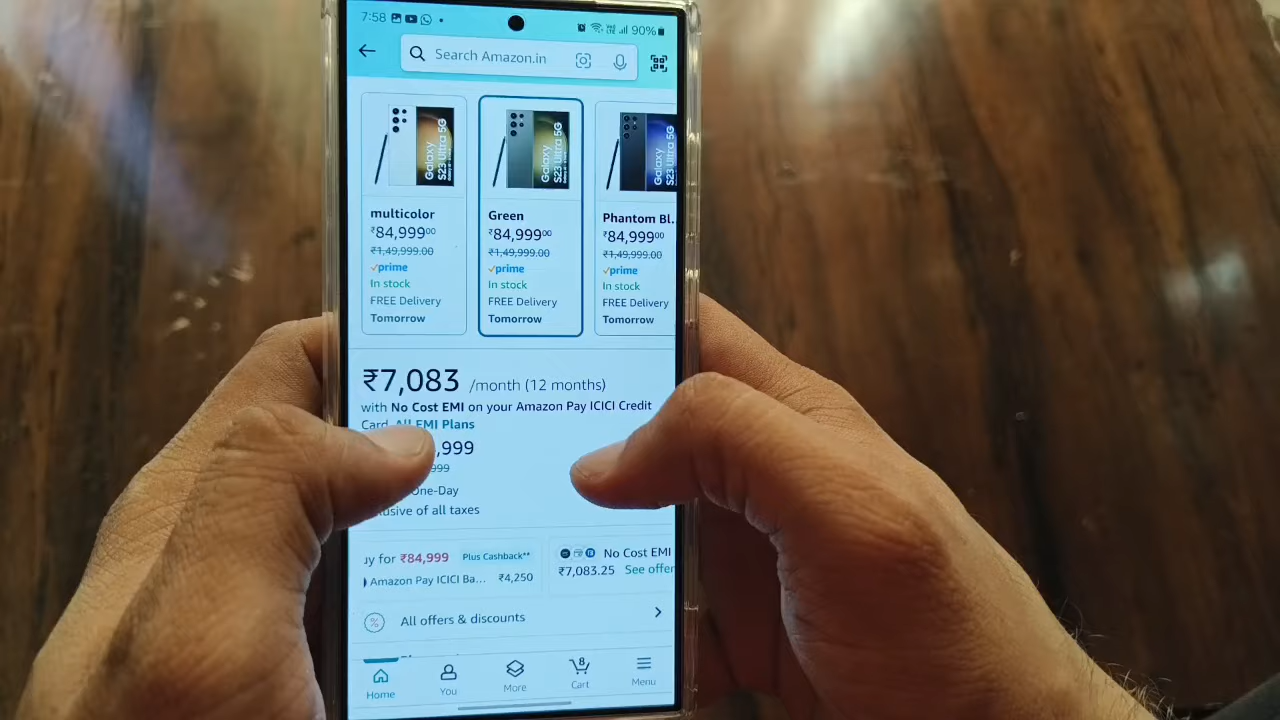 7:58
90%
Search Amazon.in
Galaxy
S23 Ultra 5G
multicolor
₹84,99900
₹1,49,999.00
prime
In stock
FREE Delivery
Tomorrow
Galaxy
S23 Ultra 5G
Green
₹84,99900
₹1,49,999.00
prime
In stock
FREE Delivery
Tomorrow
Galaxy
S23 Ultra 5G
Phantom Bl.
₹84,99900
₹1,49,999.00
prime
In stock
FREE Delivery
Tomorrow
₹7,083 /month (12 months)
with No Cost EMI on your Amazon Pay ICICI Credit
Card. All EMI Plans
,999
999
One-Day
usive of all taxes
uy for ₹84,999 Plus Cashback**
Amazon Pay ICICI Ba... ₹4,250
No Cost EMI
₹7,083.25 See offer
% All offers & discounts
Home
You
More
8
Cart
Menu